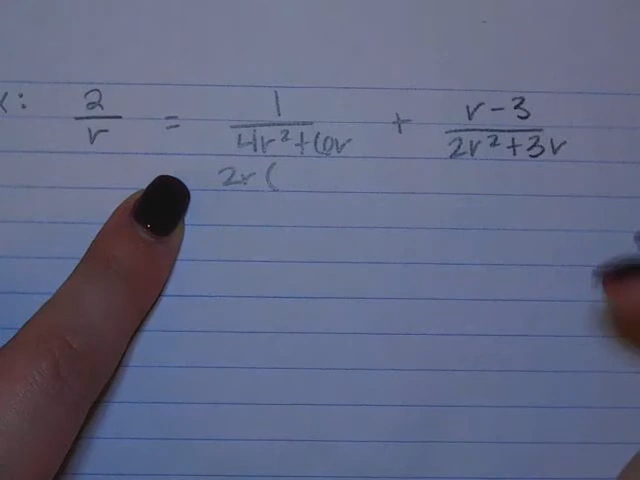 x: 2/r = 1/(4r²+6r) + (r-3)/(2r²+3r)
2r (